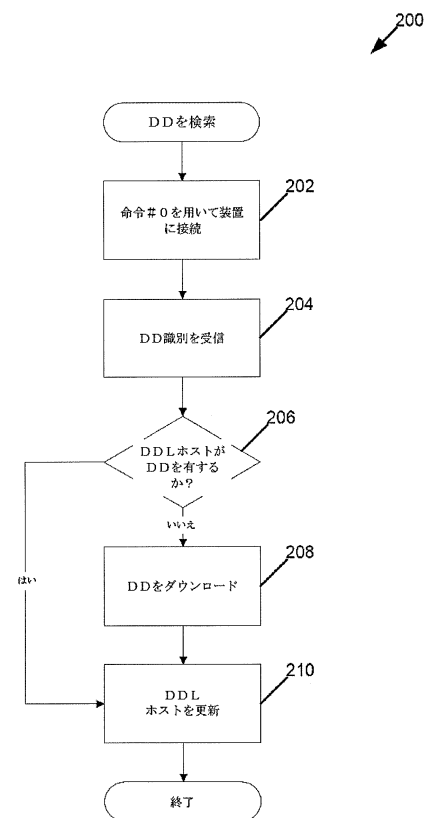 200
ＤＤを検索
202
命令＃０を用いて装置
に接続
204
ＤＤ識別を受信
206
ＤＤＬホストが
ＤＤを有する
か？
いいえ
はい
208
ＤＤをダウンロード
210
ＤＤＬ
ホストを更新
終了